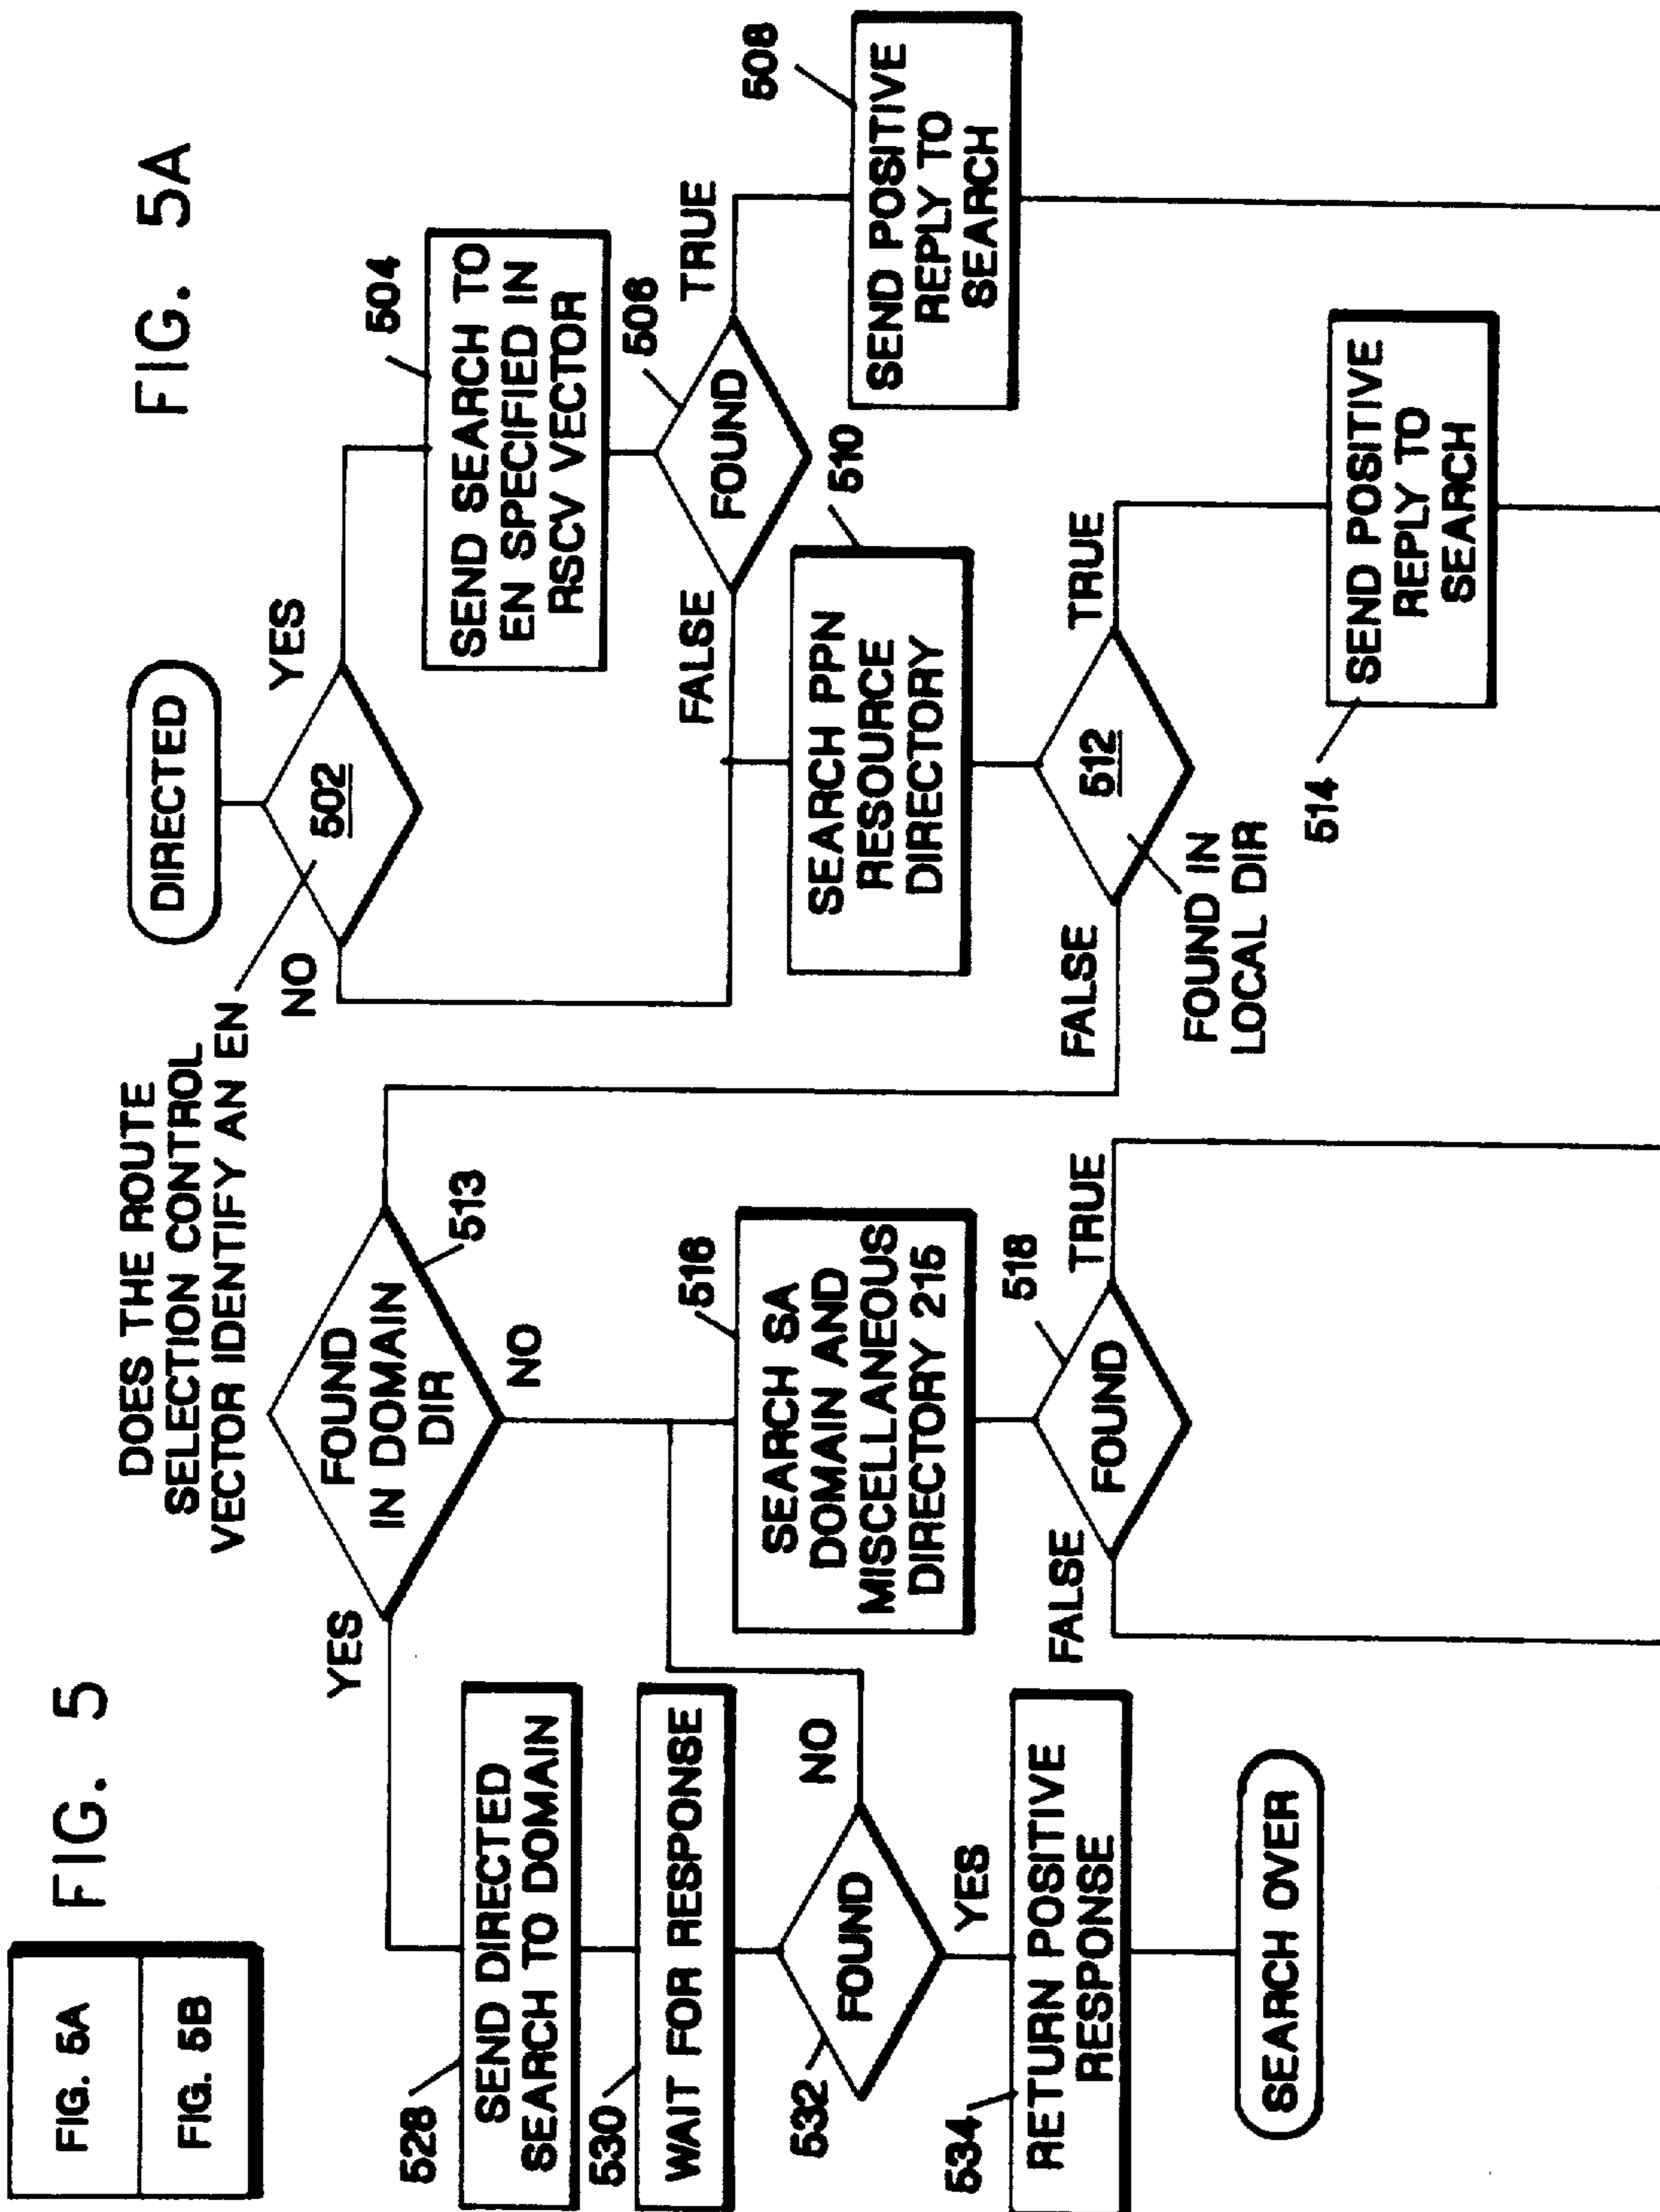 FIG. 5A
FIG. 5B
FIG. 5
FIG. 5A
DIRECTED
DOES THE ROUTE
SELECTION CONTROL
VECTOR IDENTIFY AN EN
502
NO
YES
504
SEND SEARCH TO
EN SPECIFIED IN
RSCV VECTOR
506
FOUND
FALSE
TRUE
508
SEND POSITIVE
REPLY TO
SEARCH
510
SEARCH PPN
RESOURCE
DIRECTORY
512
FOUND IN
LOCAL DIR
FALSE
TRUE
514
SEND POSITIVE
REPLY TO
SEARCH
FOUND
IN DOMAIN
DIR
513
YES
NO
516
SEARCH SA
DOMAIN AND
MISCELLANEOUS
DIRECTORY 215
518
FOUND
FALSE
TRUE
528
SEND DIRECTED
SEARCH TO DOMAIN
530
WAIT FOR RESPONSE
532
FOUND
NO
YES
534
RETURN POSITIVE
RESPONSE
SEARCH OVER